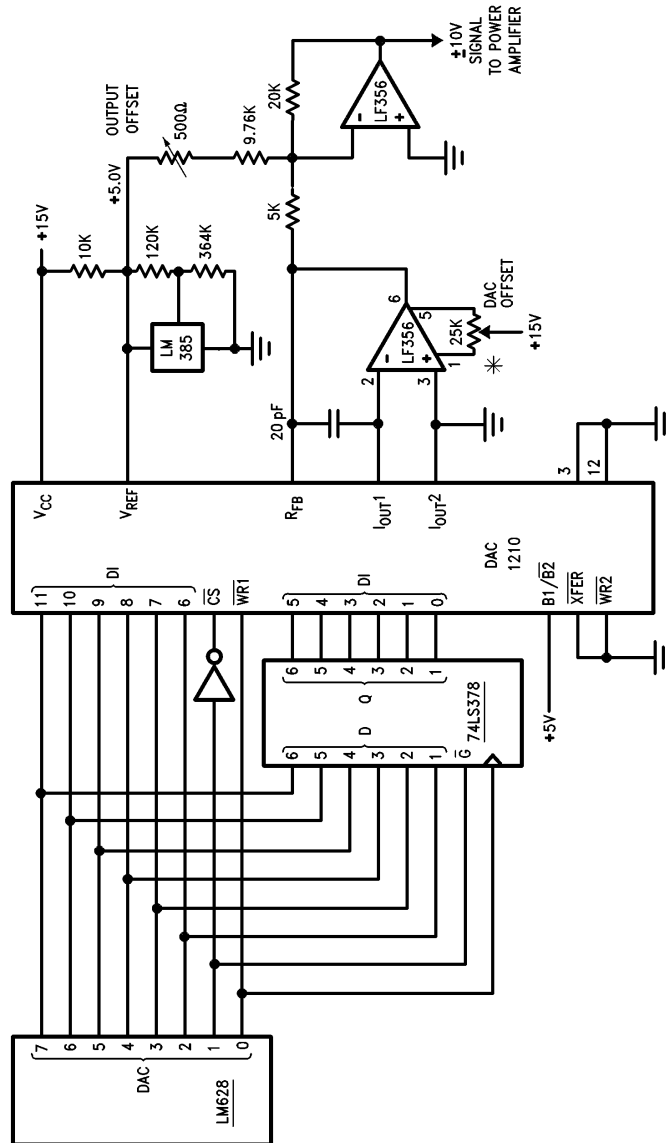 LM628
DAC
7
6
5
4
3
2
1
0
DI
11
10
9
8
7
6
CS
WR1
DI
5
4
3
2
1
0
D
6
5
4
3
2
1
G
Q
6
5
4
3
2
1
74LS378
+5V
B1/B2
XFER
WR2
DAC
1210
VCC
VREF
RFB
IOUT1
IOUT2
3
12
+15V
10K
120K
364K
LM
385
+5.0V
OUTPUT
OFFSET
500Ω
9.76K
20K
5K
20 pF
2
3
-
+
LF356
6
5
1
25K
*
DAC
OFFSET
+15V
-
+
LF356
±10V
SIGNAL
TO POWER
AMPLIFIER